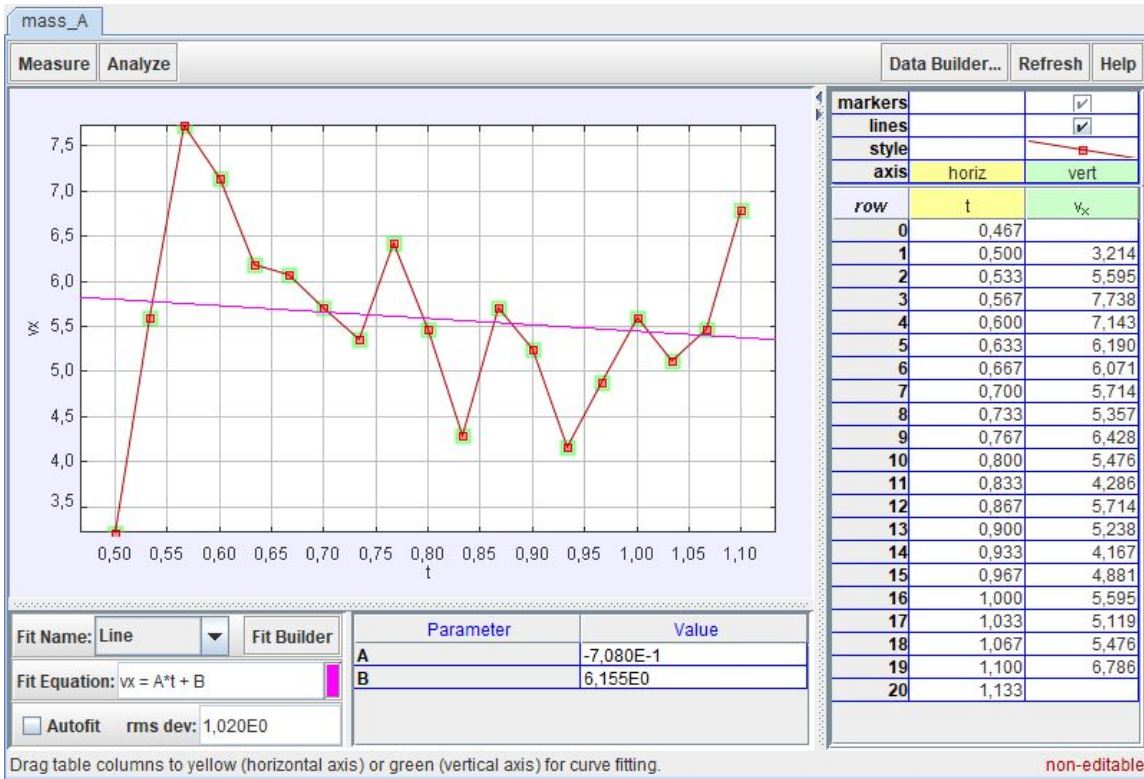 mass_A
Measure Analyze Data Builder... Refresh Help
7,5
7,0
6,5
6,0
5,5
5,0
4,5
4,0
3,5
vx
0,50 0,55 0,60 0,65 0,70 0,75 0,80 0,85 0,90 0,95 1,00 1,05 1,10
t
markers
lines
style
axis horiz vert
row t vx
0 0,467
1 0,500 3,214
2 0,533 5,595
3 0,567 7,738
4 0,600 7,143
5 0,633 6,190
6 0,667 6,071
7 0,700 5,714
8 0,733 5,357
9 0,767 6,428
10 0,800 5,476
11 0,833 4,286
12 0,867 5,714
13 0,900 5,238
14 0,933 4,167
15 0,967 4,881
16 1,000 5,595
17 1,033 5,119
18 1,067 5,476
19 1,100 6,786
20 1,133
Fit Name: Line Fit Builder
Fit Equation: vx = A*t + B
Autofit rms dev: 1,020E0
Parameter Value
A -7,080E-1
B 6,155E0
Drag table columns to yellow (horizontal axis) or green (vertical axis) for curve fitting. non-editable